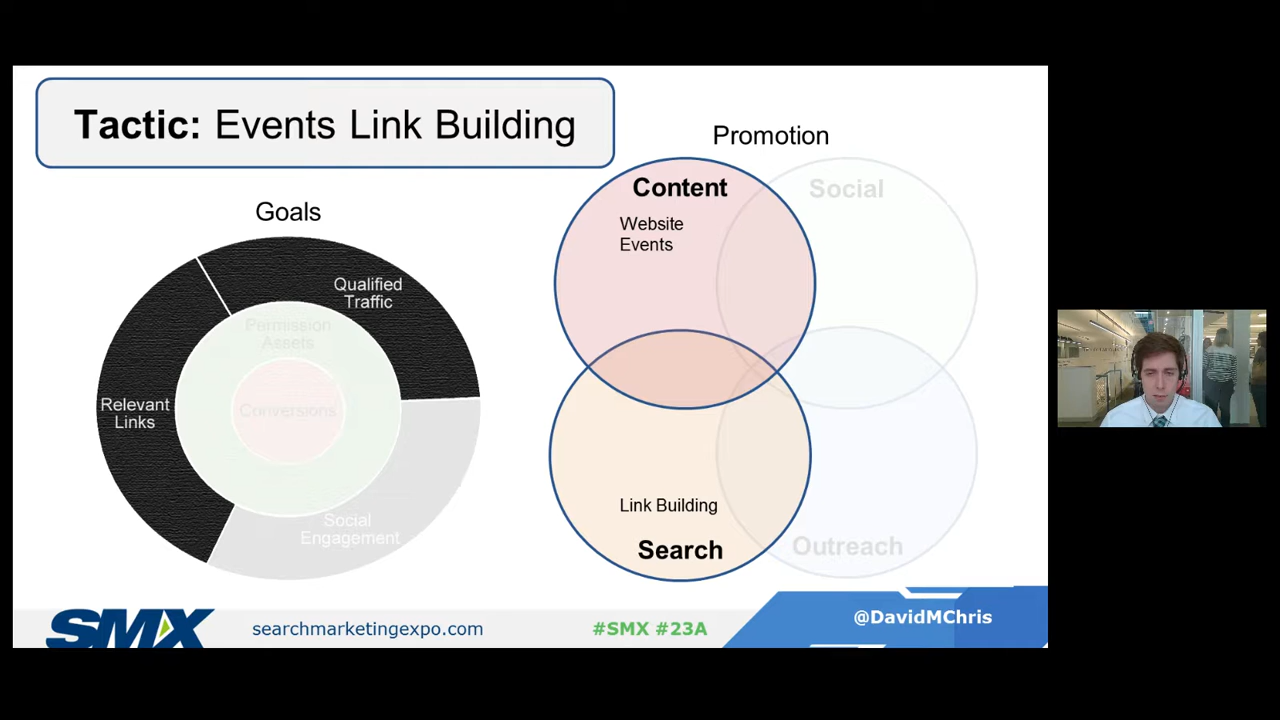 Tactic: Events Link Building
Goals
Qualified
Traffic
Permission
Assets
Relevant
Links
Conversions
Social
Engagement
Promotion
Content
Website
Events
Social
Link Building
Search
Outreach
SMX
searchmarketingexpo.com
#SMX #23A
@DavidMChris